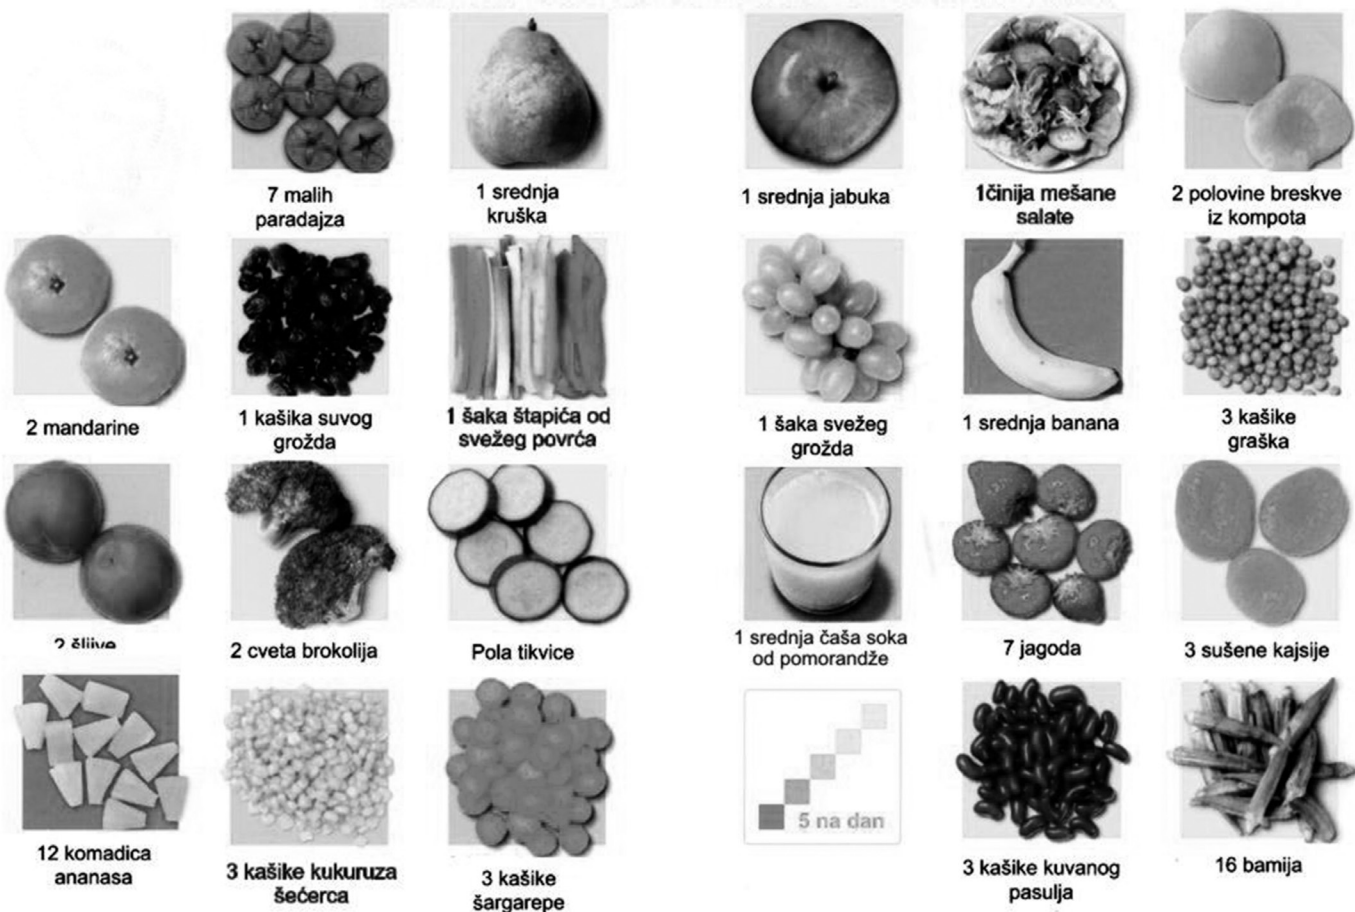 7 malih
paradajza
1 srednja
kruška
1 srednja jabuka
1činija mešane
salate
2 polovine breskve
iz kompota
2 mandarine
1 kašika suvog
grožda
1 šaka štapića od
svežeg povrća
1 šaka svežeg
grožda
1 srednja banana
3 kašike
graška
2 šljive
2 cveta brokolija
Pola tikvice
1 srednja čaša soka
od pomorandže
7 jagoda
3 sušene kajsije
12 komadica
ananasa
3 kašike kukuruza
šećerca
3 kašike
šargarepe
5 na dan
3 kašike kuvanog
pasulja
16 bamija